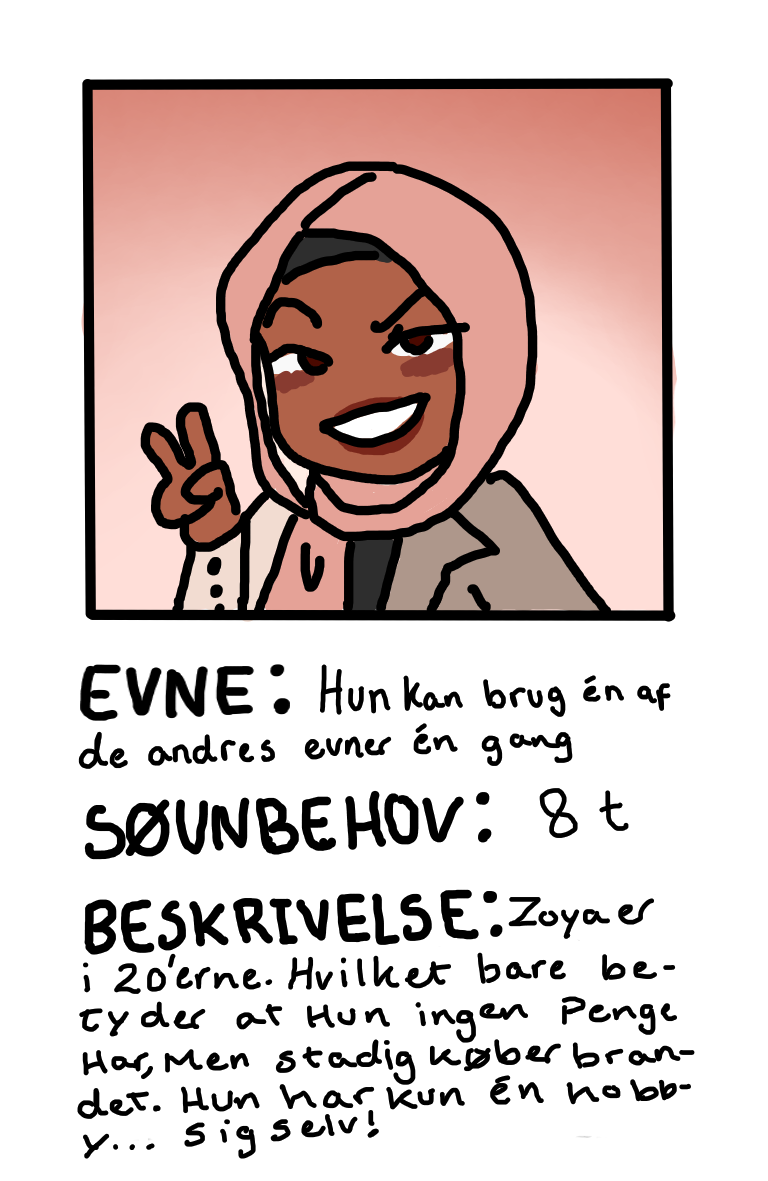 EVNE: Hun kan brug én af
de andres evner én gang
SØVNBEHOV: 8 t
BESKRIVELSE: Zoya er
i 20'erne. Hvilket bare be-
tyder at Hun ingen Penge
Har, Men stadig køber bran-
det. Hun har kun én hobb-
y... sig selv!